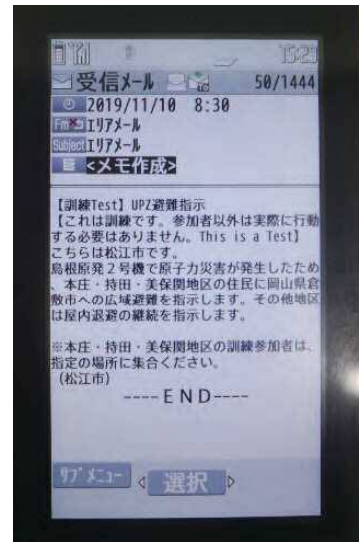 15:23
受信メール 50/1444
2019/11/10 8:30
Fm エリアメール
Subject エリアメール
<メモ作成>
【訓練Test】UPZ避難指示
【これは訓練です。参加者以外は実際に行動
する必要はありません。This is a Test】
こちらは松江市です。
島根原発2号機で原子力災害が発生したため
、本庄・持田・美保関地区の住民に岡山県倉
敷市への広域避難を指示します。その他地区
は屋内退避の継続を指示します。
※本庄・持田・美保関地区の訓練参加者は、
指定の場所に集合ください。
(松江市)
----END----
サブメニュー 選択